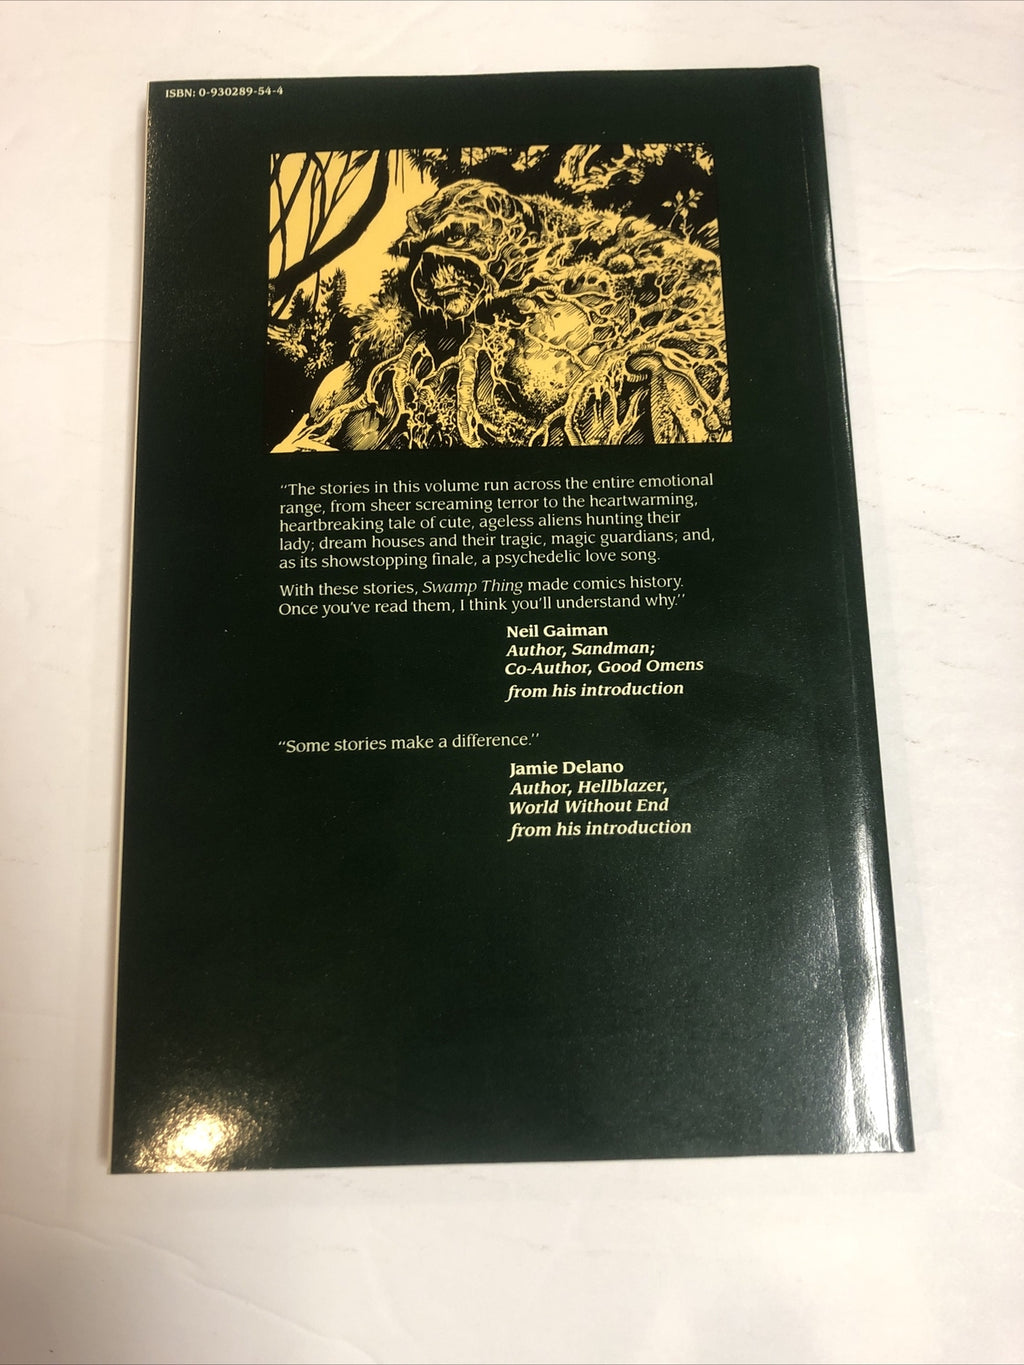 ISBN: 0-930289-54-4
"The stories in this volume run across the entire emotional
range, from sheer screaming terror to the heartwarming,
heartbreaking tale of cute, ageless aliens hunting their
lady; dream houses and their tragic, magic guardians; and,
as its showstopping finale, a psychedelic love song.
With these stories, Swamp Thing made comics history.
Once you've read them, I think you'll understand why."
Neil Gaiman
Author, Sandman;
Co-Author, Good Omens
from his introduction
"Some stories make a difference."
Jamie Delano
Author, Hellblazer,
World Without End
from his introduction